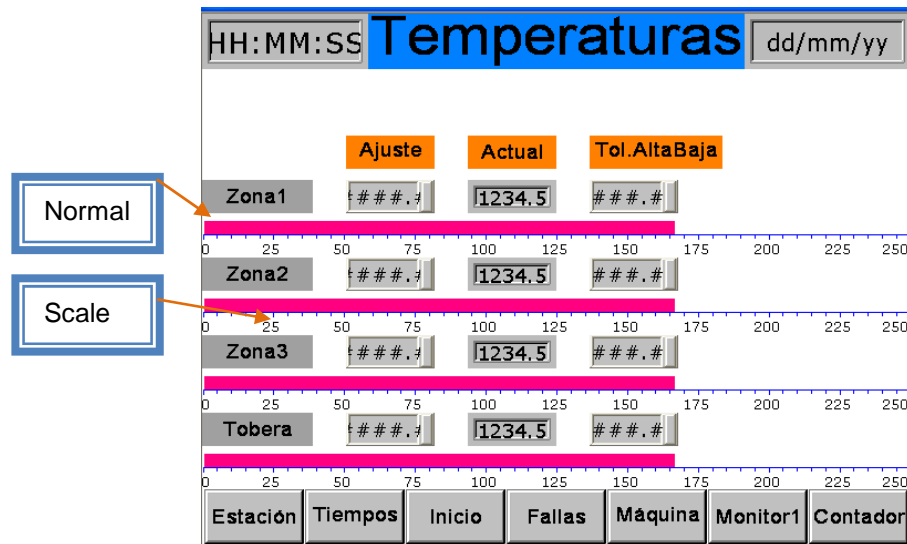 HH:MM:SS Temperaturas dd/mm/yy
Ajuste Actual Tol.AltaBaja
Normal
Zona1 ###.# 1234.5 ###.#
0 25 50 75 100 125 150 175 200 225 250
Zona2 ###.# 1234.5 ###.#
Scale
0 25 50 75 100 125 150 175 200 225 250
Zona3 ###.# 1234.5 ###.#
0 25 50 75 100 125 150 175 200 225 250
Tobera ###.# 1234.5 ###.#
0 25 50 75 100 125 150 175 200 225 250
Estación Tiempos Inicio Fallas Máquina Monitor1 Contador